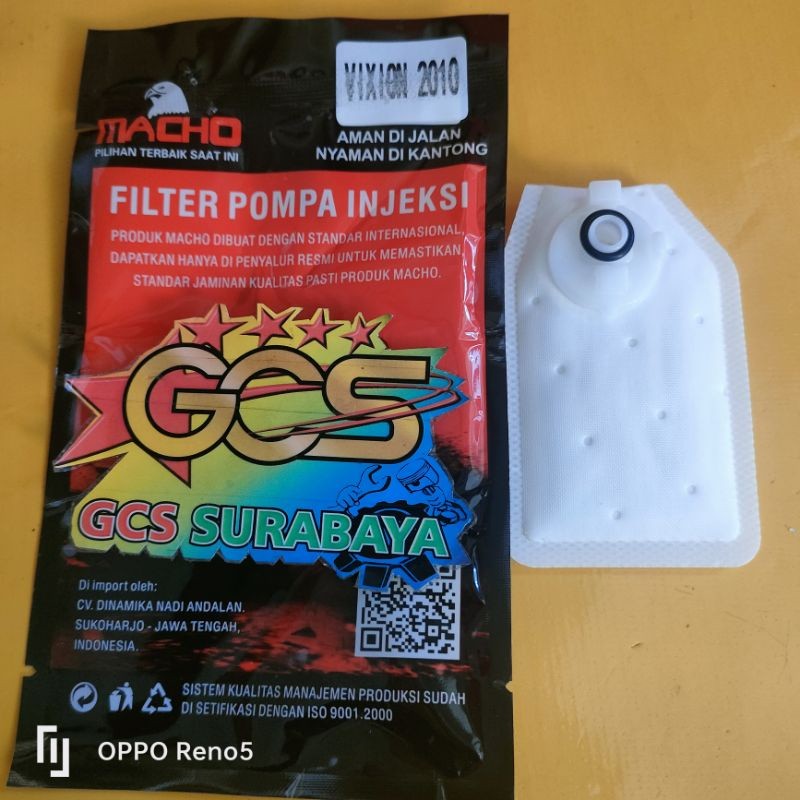 MACHO
PILIHAN TERBAIK SAAT INI
VIXION 2010
AMAN DI JALAN
NYAMAN DI KANTONG
FILTER POMPA INJEKSI
PRODUK MACHO DIBUAT DENGAN STANDAR INTERNASIONAL,
DAPATKAN HANYA DI PENYALUR RESMI UNTUK MEMASTIKAN
STANDAR JAMINAN KUALITAS PASTI PRODUK MACHO.
GCS
GCS SURABAYA
Di import oleh:
CV. DINAMIKA NADI ANDALAN.
SUKOHARJO - JAWA TENGAH,
INDONESIA.
SISTEM KUALITAS MANAJEMEN PRODUKSI SUDAH
DI SETIFIKASI DENGAN ISO 9001.2000
OPPO Reno5